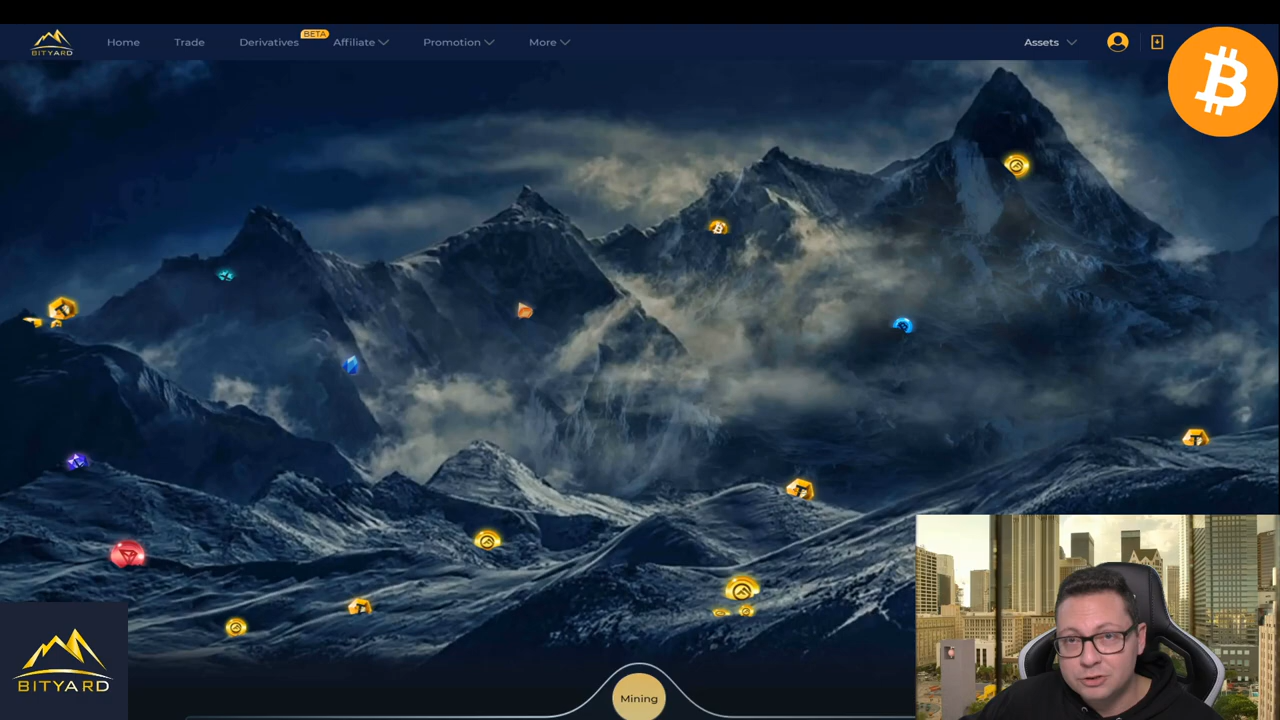 BITYARD
Home
Trade
Derivatives
BETA
Affiliate
Promotion
More
Assets
BITYARD
Mining